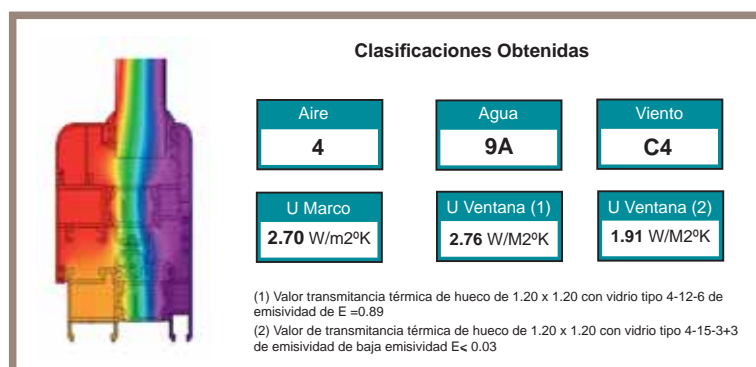 Clasificaciones Obtenidas
Aire
4
Agua
9A
Viento
C4
U Marco
2.70 W/m2ºK
U Ventana (1)
2.76 W/M2ºK
U Ventana (2)
1.91 W/M2ºK
(1) Valor transmitancia térmica de hueco de 1.20 x 1.20 con vidrio tipo 4-12-6 de
emisividad de E =0.89
(2) Valor de transmitancia térmica de hueco de 1.20 x 1.20 con vidrio tipo 4-15-3+3
de emisividad de baja emisividad E⩽ 0.03